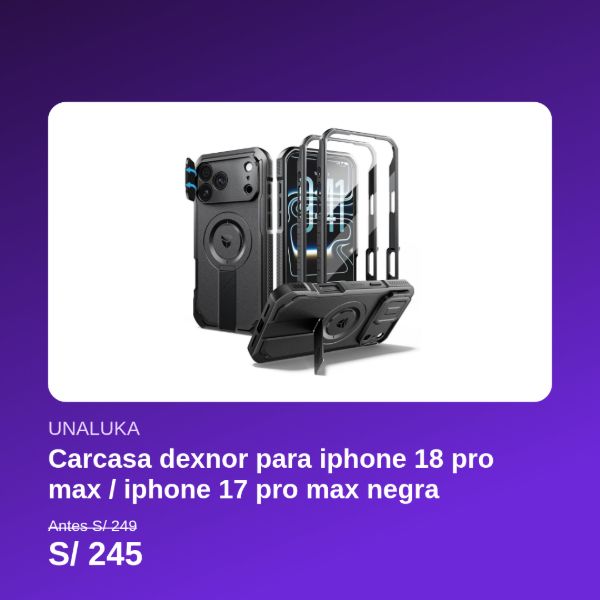 UNALUKA
Carcasa dexnor para iphone 18 pro
max / iphone 17 pro max negra
Antes S/ 249
S/ 245